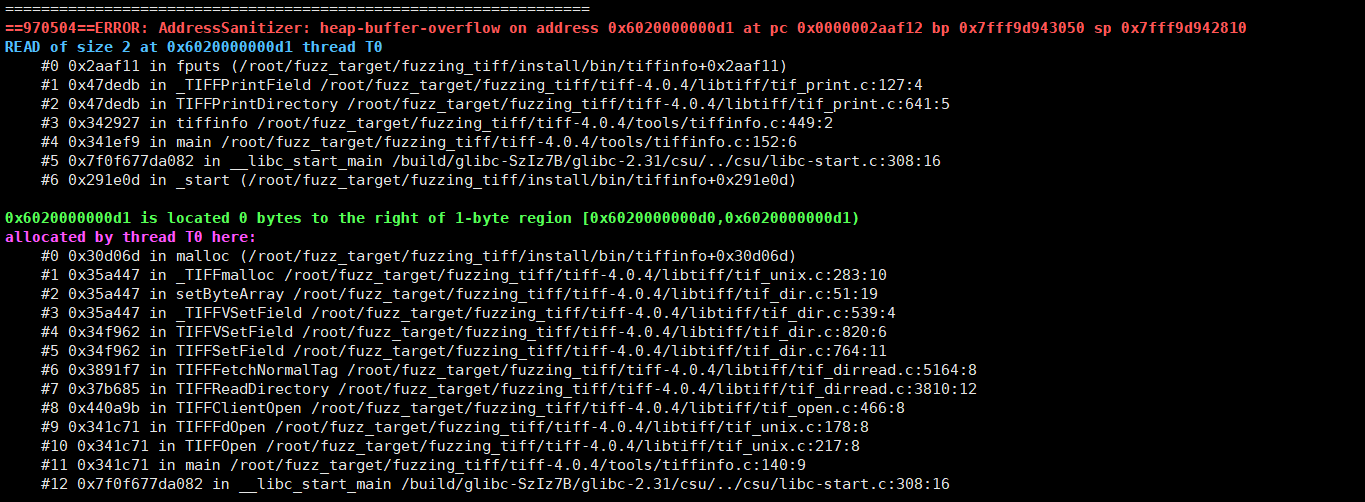 =================================================================
==970504==ERROR: AddressSanitizer: heap-buffer-overflow on address 0x6020000000d1 at pc 0x0000002aaf12 bp 0x7fff9d943050 sp 0x7fff9d942810
READ of size 2 at 0x6020000000d1 thread T0
    #0 0x2aaf11 in fputs (/root/fuzz_target/fuzzing_tiff/install/bin/tiffinfo+0x2aaf11)
    #1 0x47dedb in _TIFFPrintField /root/fuzz_target/fuzzing_tiff/tiff-4.0.4/libtiff/tif_print.c:127:4
    #2 0x47dedb in TIFFPrintDirectory /root/fuzz_target/fuzzing_tiff/tiff-4.0.4/libtiff/tif_print.c:641:5
    #3 0x342927 in tiffinfo /root/fuzz_target/fuzzing_tiff/tiff-4.0.4/tools/tiffinfo.c:449:2
    #4 0x341ef9 in main /root/fuzz_target/fuzzing_tiff/tiff-4.0.4/tools/tiffinfo.c:152:6
    #5 0x7f0f677da082 in __libc_start_main /build/glibc-SzIz7B/glibc-2.31/csu/../csu/libc-start.c:308:16
    #6 0x291e0d in _start (/root/fuzz_target/fuzzing_tiff/install/bin/tiffinfo+0x291e0d)

0x6020000000d1 is located 0 bytes to the right of 1-byte region [0x6020000000d0,0x6020000000d1)
allocated by thread T0 here:
    #0 0x30d06d in malloc (/root/fuzz_target/fuzzing_tiff/install/bin/tiffinfo+0x30d06d)
    #1 0x35a447 in _TIFFmalloc /root/fuzz_target/fuzzing_tiff/tiff-4.0.4/libtiff/tif_unix.c:283:10
    #2 0x35a447 in setByteArray /root/fuzz_target/fuzzing_tiff/tiff-4.0.4/libtiff/tif_dir.c:51:19
    #3 0x35a447 in _TIFFVSetField /root/fuzz_target/fuzzing_tiff/tiff-4.0.4/libtiff/tif_dir.c:539:4
    #4 0x34f962 in TIFFVSetField /root/fuzz_target/fuzzing_tiff/tiff-4.0.4/libtiff/tif_dir.c:820:6
    #5 0x34f962 in TIFFSetField /root/fuzz_target/fuzzing_tiff/tiff-4.0.4/libtiff/tif_dir.c:764:11
    #6 0x3891f7 in TIFFFetchNormalTag /root/fuzz_target/fuzzing_tiff/tiff-4.0.4/libtiff/tif_dirread.c:5164:8
    #7 0x37b685 in TIFFReadDirectory /root/fuzz_target/fuzzing_tiff/tiff-4.0.4/libtiff/tif_dirread.c:3810:12
    #8 0x440a9b in TIFFClientOpen /root/fuzz_target/fuzzing_tiff/tiff-4.0.4/libtiff/tif_open.c:466:8
    #9 0x341c71 in TIFFFdOpen /root/fuzz_target/fuzzing_tiff/tiff-4.0.4/libtiff/tif_unix.c:178:8
    #10 0x341c71 in TIFFOpen /root/fuzz_target/fuzzing_tiff/tiff-4.0.4/libtiff/tif_unix.c:217:8
    #11 0x341c71 in main /root/fuzz_target/fuzzing_tiff/tiff-4.0.4/tools/tiffinfo.c:140:9
    #12 0x7f0f677da082 in __libc_start_main /build/glibc-SzIz7B/glibc-2.31/csu/../csu/libc-start.c:308:16